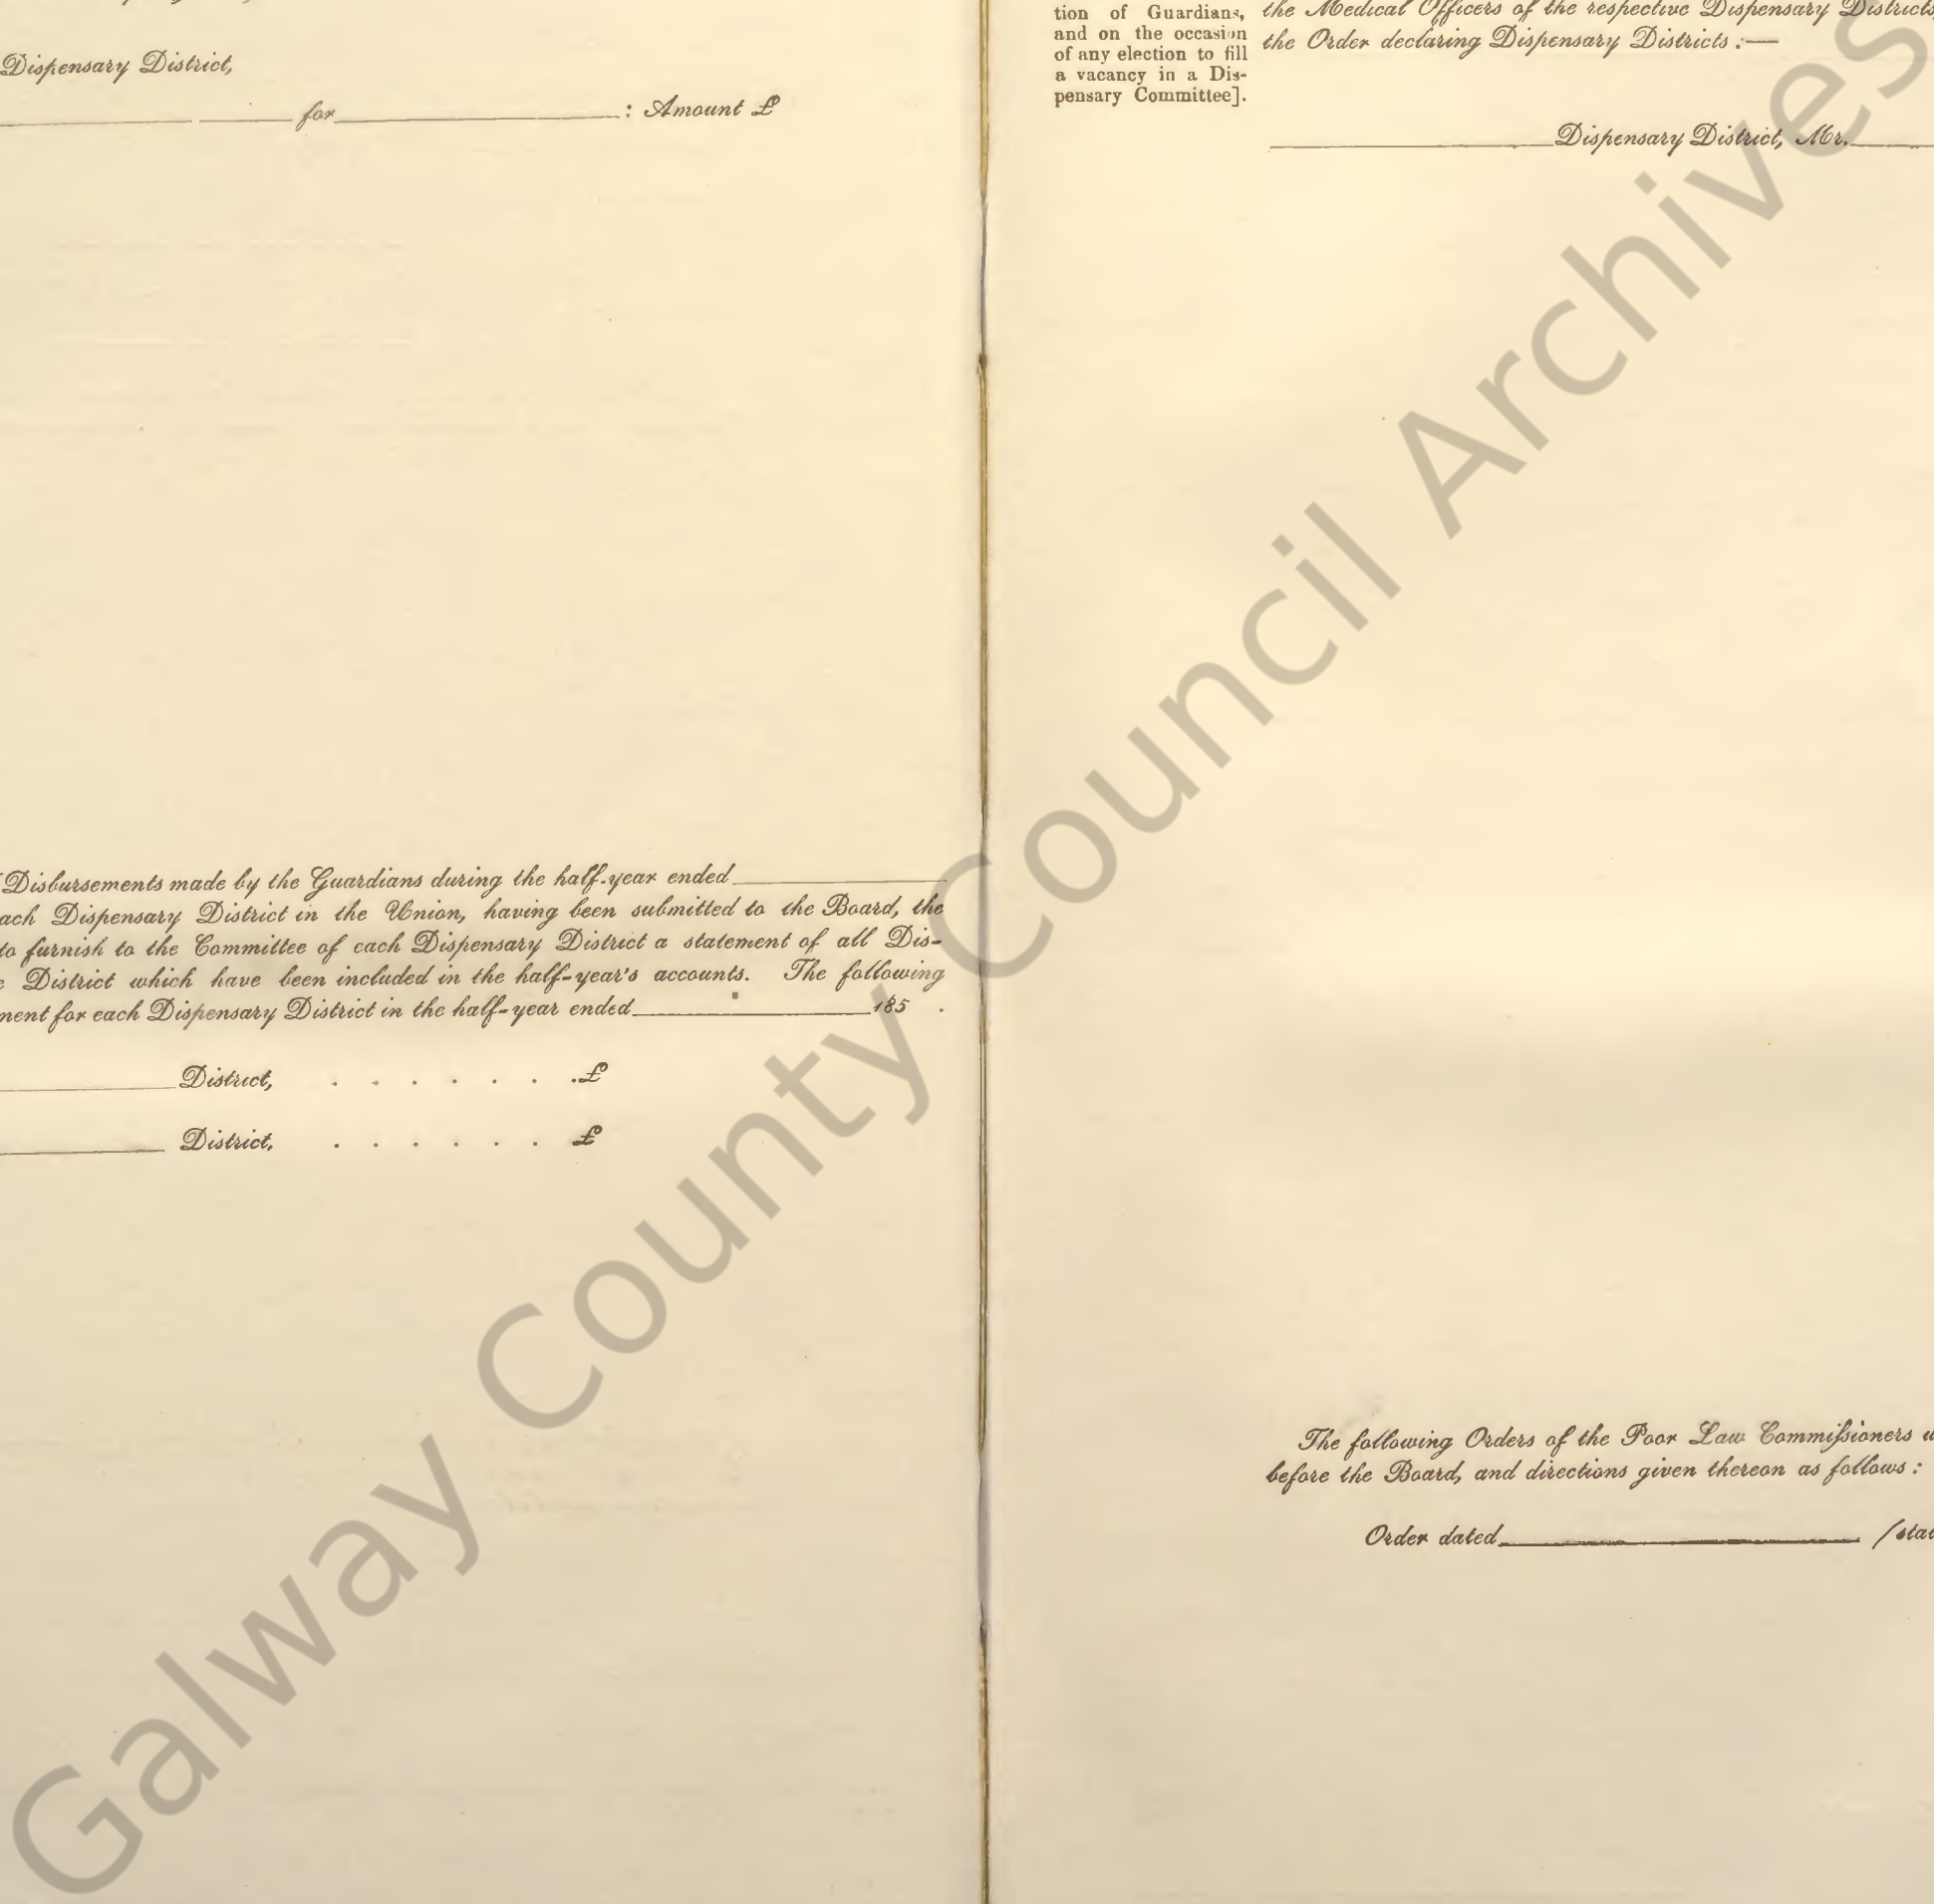 Dispensary District,
for : Amount £
Disbursements made by the Guardians during the half-year ended
ach Dispensary District in the Union, having been submitted to the Board, the
to furnish to the Committee of each Dispensary District a statement of all Dis-
e District which have been included in the half-year's accounts. The following
ment for each Dispensary District in the half-year ended 185 .
District, . . . . . . .£
District, . . . . . . £
tion of Guardians,
and on the occasion
of any election to fill
a vacancy in a Dis-
pensary Committee].
the Medical Officers of the respective Dispensary Districts,
the Order declaring Dispensary Districts :—
Dispensary District, Mr.
The following Orders of the Poor Law Commissioners w
before the Board, and directions given thereon as follows :
Order dated (stat
Galway County Council Archives